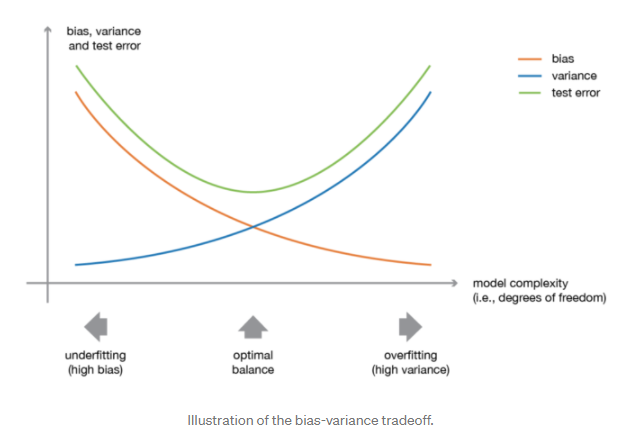 bias, variance
and test error
bias
variance
test error
model complexity
(i.e., degrees of freedom)
underfitting
(high bias)
optimal
balance
overfitting
(high variance)
Illustration of the bias-variance tradeoff.